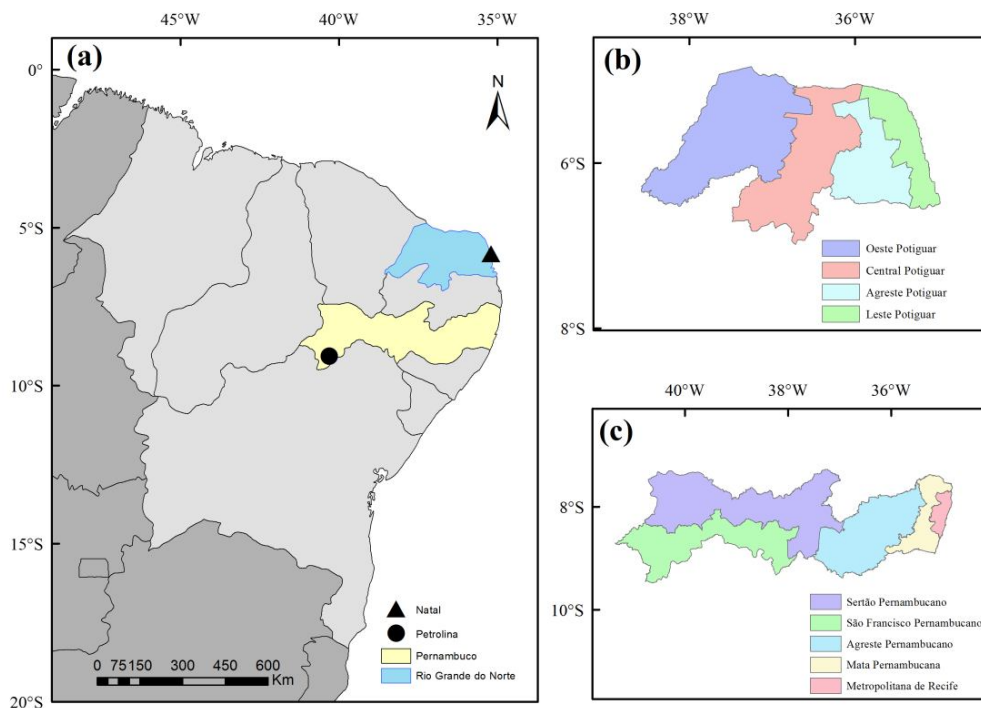 45°W 40°W 35°W
(a)
N
0°
5°S
10°S
15°S
20°S
Natal
Petrolina
Pernambuco
Rio Grande do Norte
0 75 150 300 450 600
Km
38°W 36°W
(b)
6°S
8°S
Oeste Potiguar
Central Potiguar
Agreste Potiguar
Leste Potiguar
40°W 38°W 36°W
(c)
8°S
10°S
Sertão Pernambucano
São Francisco Pernambucano
Agreste Pernambucano
Mata Pernambucana
Metropolitana de Recife